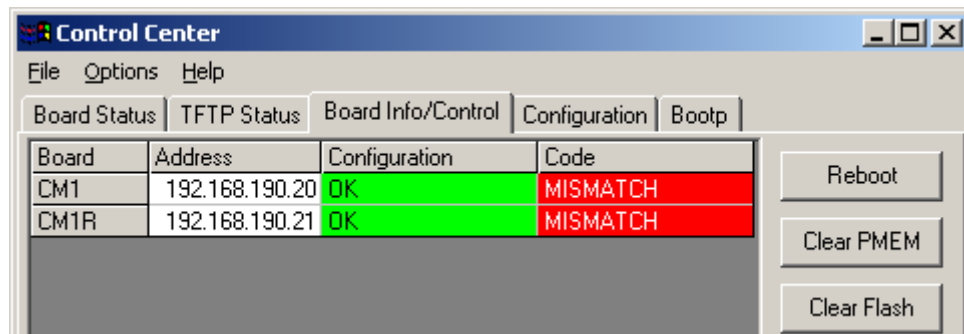 Control Center
File Options Help
Board Status TFTP Status Board Info/Control Configuration Bootp
Board Address Configuration Code
CM1 192.168.190.20 OK MISMATCH
CM1R 192.168.190.21 OK MISMATCH
Reboot
Clear PMEM
Clear Flash